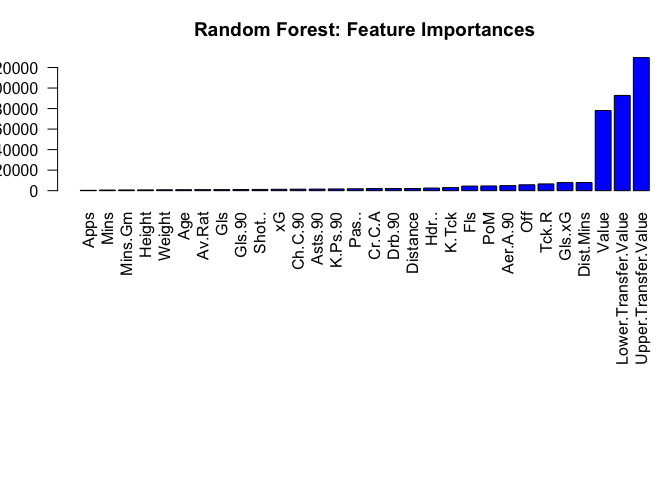 Random Forest: Feature Importances
20000
00000
80000
60000
40000
20000
0
Apps
Mins
Mins.Gm
Height
Weight
Age
Av.Rat
Gls
Gls.90
Shot..
xG
Ch.C.90
Asts.90
K.Ps.90
Pas..
Cr.C.A
Drb.90
Distance
Hdr..
K.Tck
Fls
PoM
Aer.A.90
Off
Tck.R
Gls.xG
Dist.Mins
Value
Lower.Transfer.Value
Upper.Transfer.Value